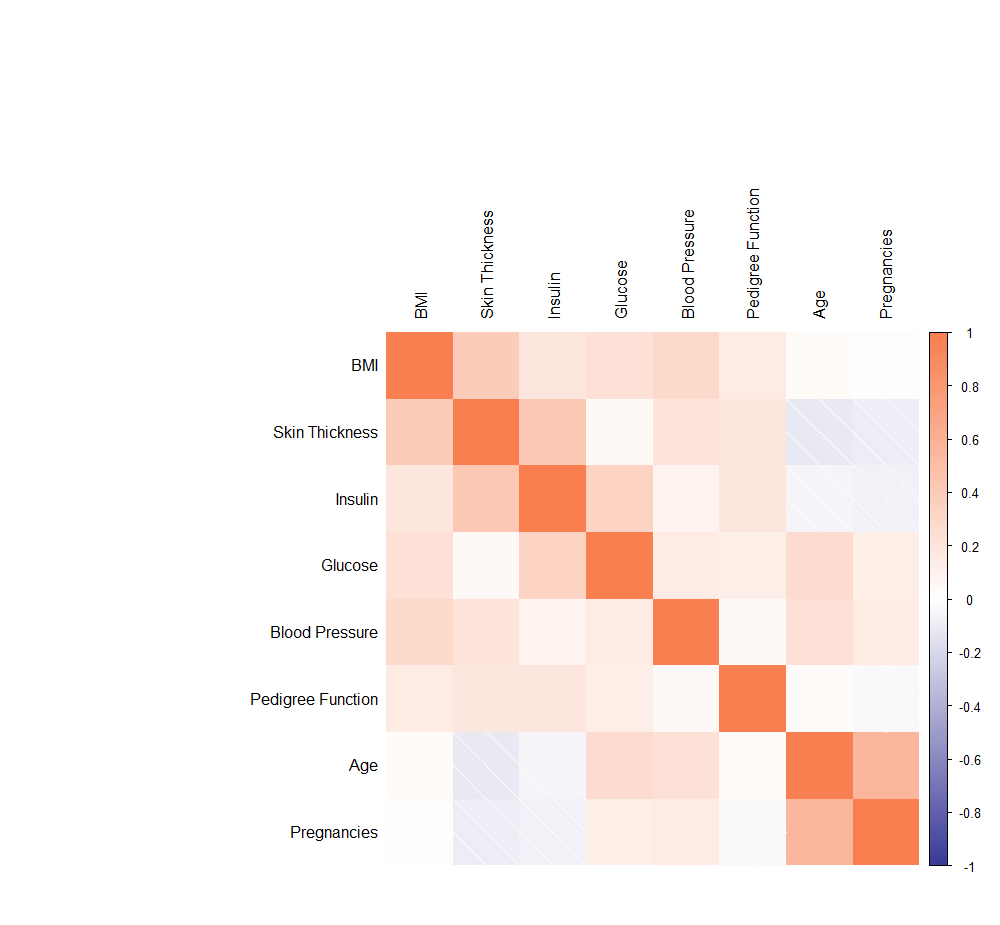 BMI
Skin Thickness
Insulin
Glucose
Blood Pressure
Pedigree Function
Age
Pregnancies
BMI
Skin Thickness
Insulin
Glucose
Blood Pressure
Pedigree Function
Age
Pregnancies
1
0.8
0.6
0.4
0.2
0
-0.2
-0.4
-0.6
-0.8
-1